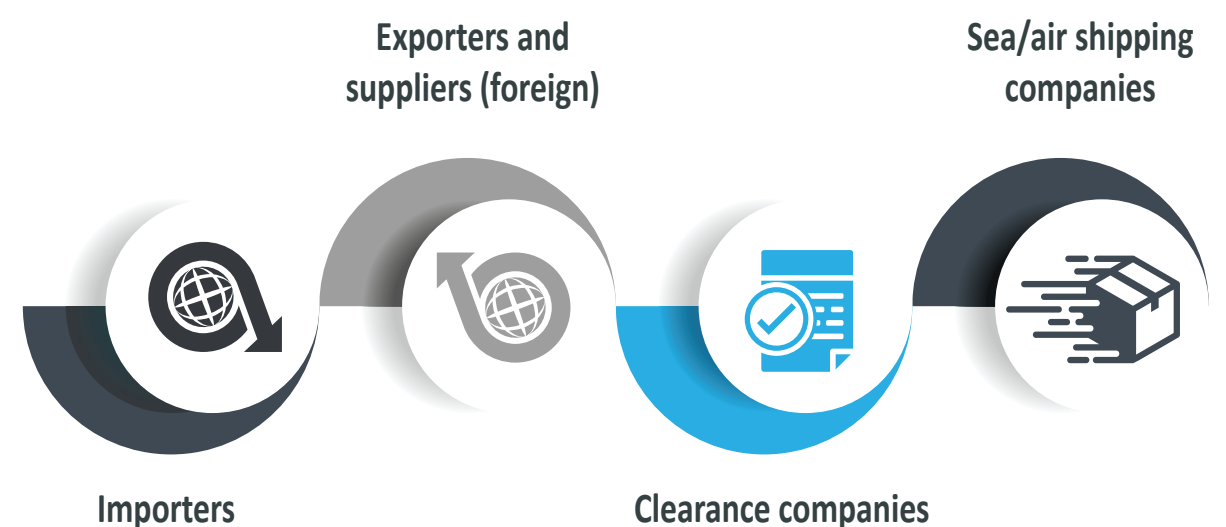 Exporters and
suppliers (foreign)
Sea/air shipping
companies
Importers
Clearance companies